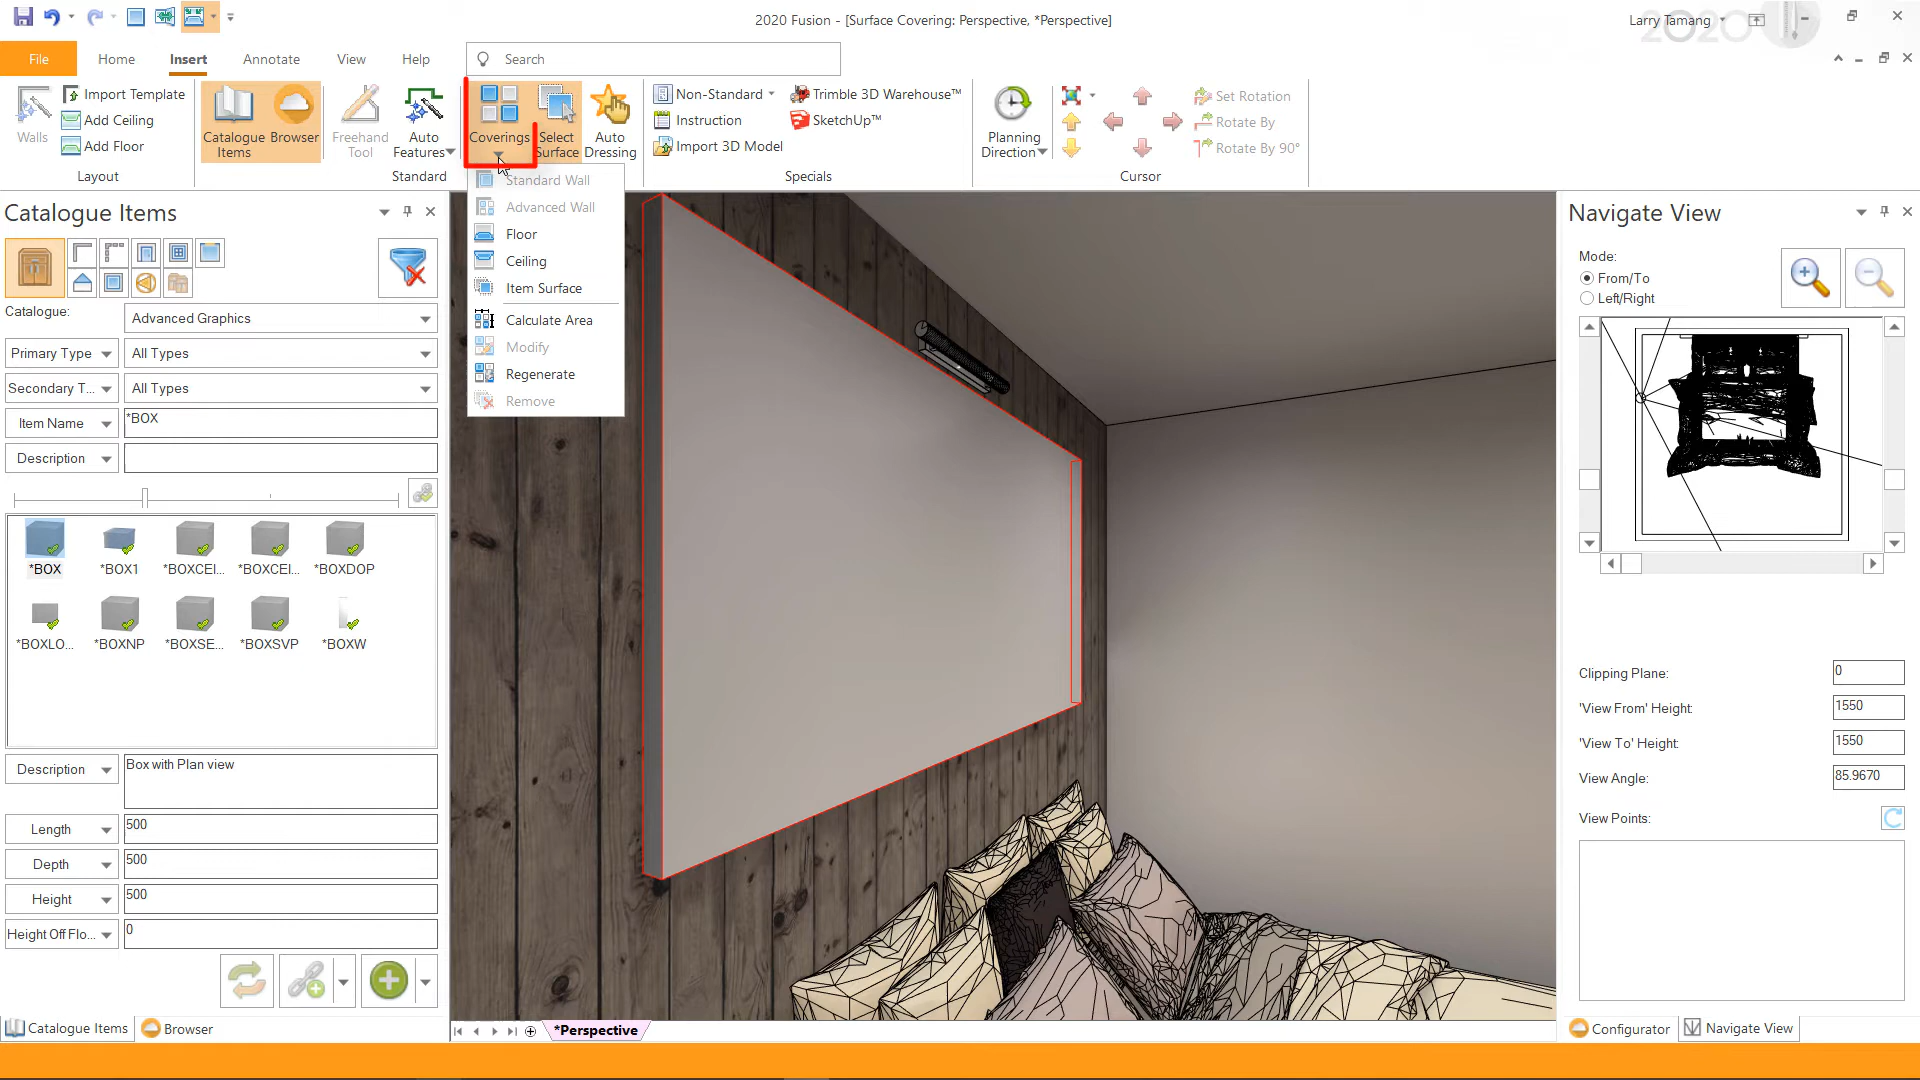 2020 Fusion - [Surface Covering: Perspective, *Perspective]
Larry Tamang
2020
File
Home
Insert
Annotate
View
Help
Search
Walls
Import Template
Add Ceiling
Add Floor
Layout
Catalogue Items
Browser
Freehand Tool
Auto Features
Coverings
Select Surface
Auto Dressing
Standard
Non-Standard
Instruction
Import 3D Model
Trimble 3D Warehouse™
SketchUp™
Specials
Planning Direction
Set Rotation
Rotate By
Rotate By 90°
Cursor
Standard Wall
Advanced Wall
Floor
Ceiling
Item Surface
Calculate Area
Modify
Regenerate
Remove
Catalogue Items
Catalogue:
Advanced Graphics
Primary Type
All Types
Secondary T...
All Types
Item Name
*BOX
Description
*BOX
*BOX1
*BOXCEI...
*BOXCEI...
*BOXDOP
*BOXLO...
*BOXNP
*BOXSE...
*BOXSVP
*BOXW
Description
Box with Plan view
Length
500
Depth
500
Height
500
Height Off Flo...
0
Catalogue Items
Browser
*Perspective
Navigate View
Mode:
From/To
Left/Right
Clipping Plane:
0
'View From' Height:
1550
'View To' Height:
1550
View Angle:
85.9670
View Points:
Configurator
Navigate View